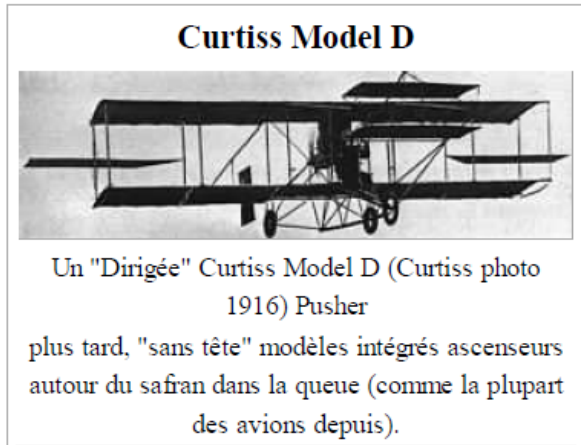 Curtiss Model D
Un "Dirigée" Curtiss Model D (Curtiss photo
1916) Pusher
plus tard, "sans tête" modèles intégrés ascenseurs
autour du safran dans la queue (comme la plupart
des avions depuis).